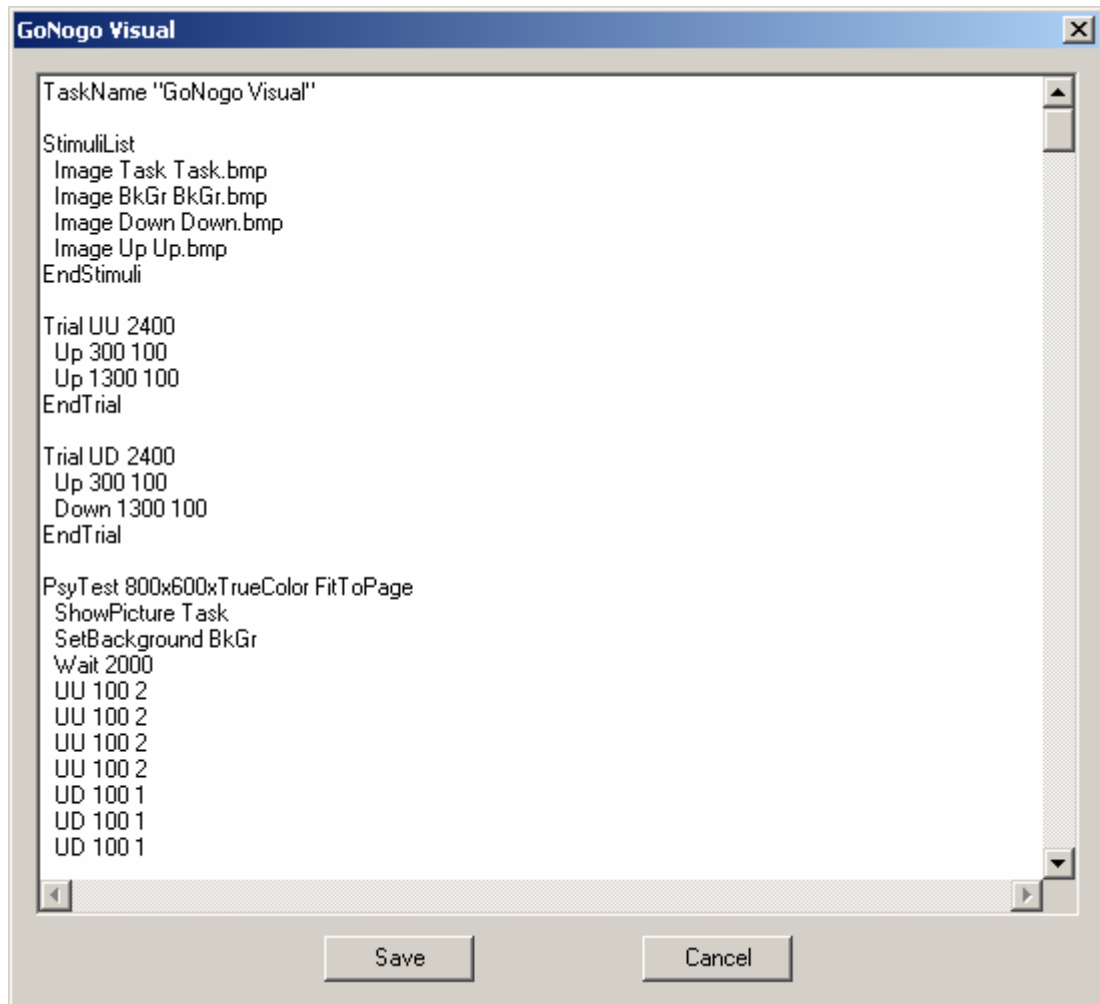 GoNogo Visual
TaskName "GoNogo Visual"
StimuliList
Image Task Task.bmp
Image BkGr BkGr.bmp
Image Down Down.bmp
Image Up Up.bmp
EndStimuli
Trial UU 2400
Up 300 100
Up 1300 100
EndTrial
Trial UD 2400
Up 300 100
Down 1300 100
EndTrial
PsyTest 800x600xTrueColor FitToPage
ShowPicture Task
SetBackground BkGr
Wait 2000
UU 100 2
UU 100 2
UU 100 2
UU 100 2
UD 100 1
UD 100 1
UD 100 1
Save Cancel